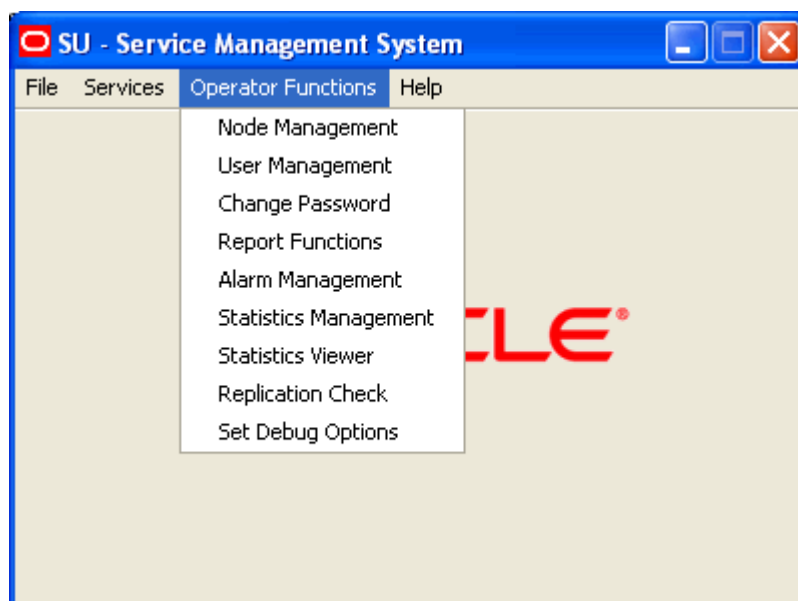 SU - Service Management System
File Services Operator Functions Help
Node Management
User Management
Change Password
Report Functions
Alarm Management
Statistics Management
Statistics Viewer
Replication Check
Set Debug Options
CLE®